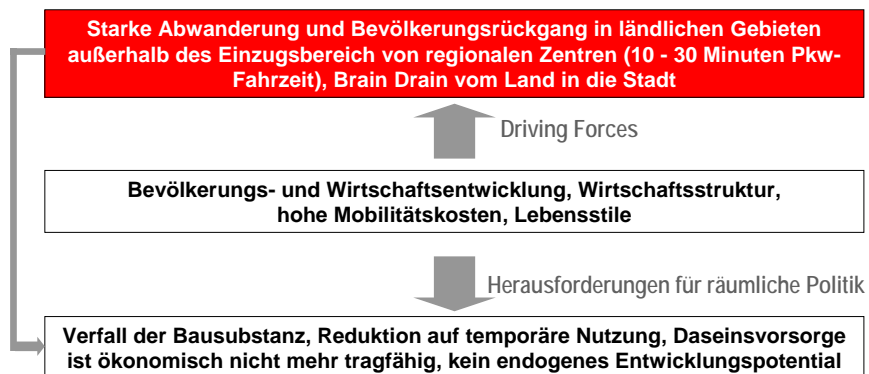 Starke Abwanderung und Bevölkerungsrückgang in ländlichen Gebieten
außerhalb des Einzugsbereich von regionalen Zentren (10 - 30 Minuten Pkw-
Fahrzeit), Brain Drain vom Land in die Stadt
Driving Forces
Bevölkerungs- und Wirtschaftsentwicklung, Wirtschaftsstruktur,
hohe Mobilitätskosten, Lebensstile
Herausforderungen für räumliche Politik
Verfall der Bausubstanz, Reduktion auf temporäre Nutzung, Daseinsvorsorge
ist ökonomisch nicht mehr tragfähig, kein endogenes Entwicklungspotential